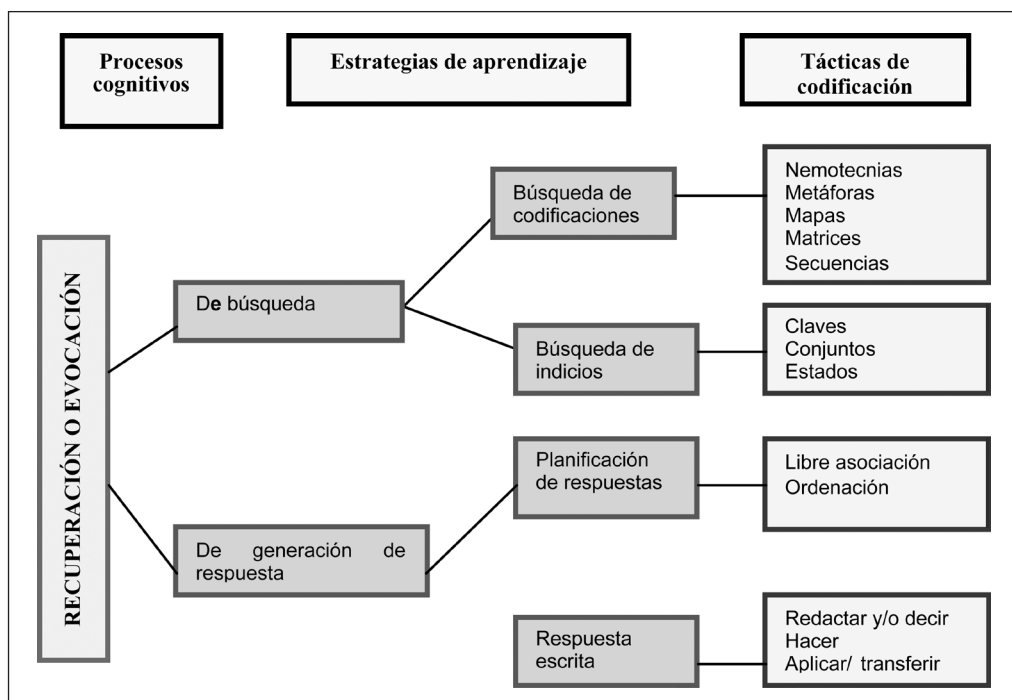 Procesos
cognitivos
Estrategias de aprendizaje
Tácticas de
codificación
RECUPERACIÓN O EVOCACIÓN
De búsqueda
Búsqueda de
codificaciones
Nemotecnias
Metáforas
Mapas
Matrices
Secuencias
Búsqueda de
indicios
Claves
Conjuntos
Estados
De generación de
respuesta
Planificación
de respuestas
Libre asociación
Ordenación
Respuesta
escrita
Redactar y/o decir
Hacer
Aplicar/ transferir